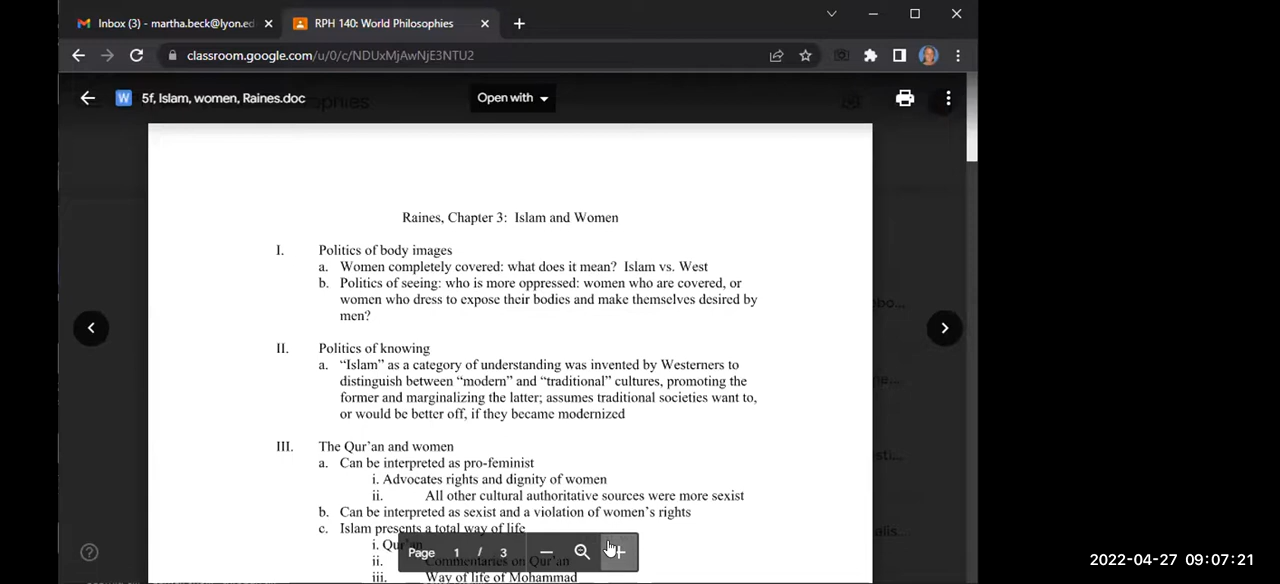 Inbox (3) - martha.beck@lyon.ed
RPH 140: World Philosophies
classroom.google.com/u/0/c/NDUxMjAwNjE3NTU2
W
5f, Islam, women, Raines.doc
Open with
Raines, Chapter 3: Islam and Women
I. Politics of body images
a. Women completely covered: what does it mean? Islam vs. West
b. Politics of seeing: who is more oppressed: women who are covered, or
women who dress to expose their bodies and make themselves desired by
men?
II. Politics of knowing
a. “Islam” as a category of understanding was invented by Westerners to
distinguish between “modern” and “traditional” cultures, promoting the
former and marginalizing the latter; assumes traditional societies want to,
or would be better off, if they became modernized
III. The Qur’an and women
a. Can be interpreted as pro-feminist
i. Advocates rights and dignity of women
ii. All other cultural authoritative sources were more sexist
b. Can be interpreted as sexist and a violation of women’s rights
c. Islam presents a total way of life
i. Qur’an
ii. Commentaries on Qur’an
iii. Way of life of Mohammad
Page 1 / 3
2022-04-27 09:07:21